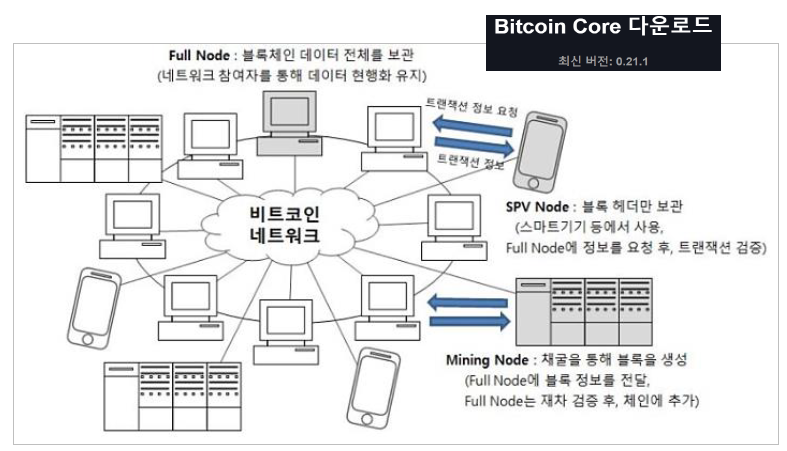 Bitcoin Core 다운로드
최신 버전: 0.21.1
Full Node : 블록체인 데이터 전체를 보관
(네트워크 참여자를 통해 데이터 현행화 유지)
트랜잭션 정보 요청
트랜잭션 정보
SPV Node : 블록 헤더만 보관
(스마트기기 등에서 사용,
Full Node에 정보를 요청 후, 트랜잭션 검증)
비트코인
네트워크
Mining Node : 채굴을 통해 블록을 생성
(Full Node에 블록 정보를 전달,
Full Node는 재차 검증 후, 체인에 추가)